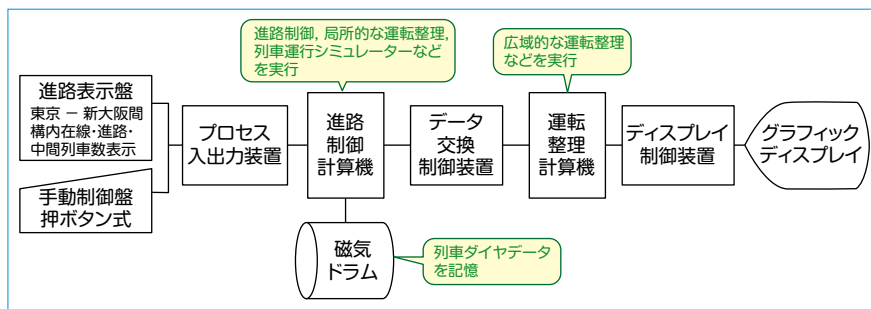 進路制御, 局所的な運転整理,
列車運行シミュレーターなど
を実行
広域的な運転整理
などを実行
進路表示盤
東京 － 新大阪間
構内在線・進路・
中間列車数表示
手動制御盤
押ボタン式
プロセス
入出力装置
進路
制御
計算機
データ
交換
制御装置
運転
整理
計算機
ディスプレイ
制御装置
グラフィック
ディスプレイ
磁気
ドラム
列車ダイヤデータ
を記憶